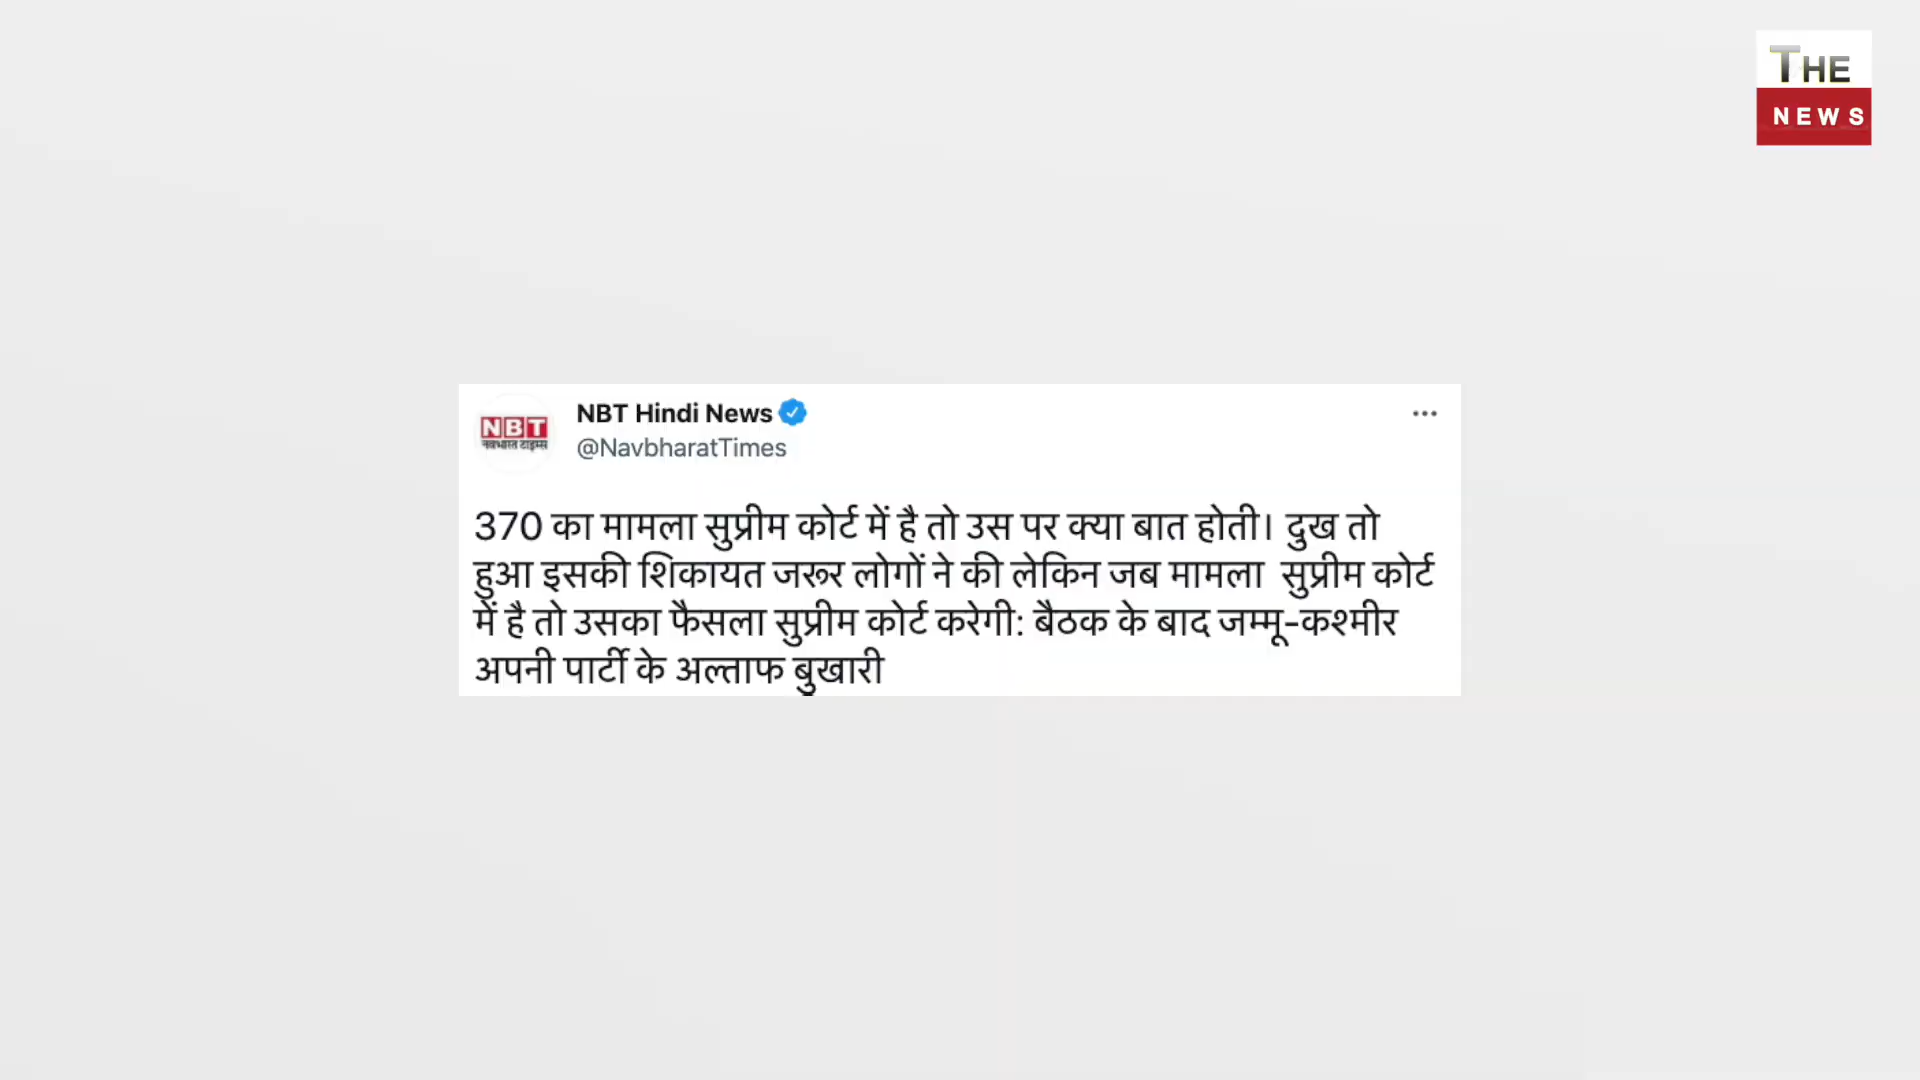 THE
NEWS
NBT
नवभारत टाइम्स
NBT Hindi News
@NavbharatTimes
370 का मामला सुप्रीम कोर्ट में है तो उस पर क्या बात होती। दुख तो
हुआ इसकी शिकायत जरूर लोगों ने की लेकिन जब मामला सुप्रीम कोर्ट
में है तो उसका फैसला सुप्रीम कोर्ट करेगी: बैठक के बाद जम्मू-कश्मीर
अपनी पार्टी के अल्ताफ बुखारी